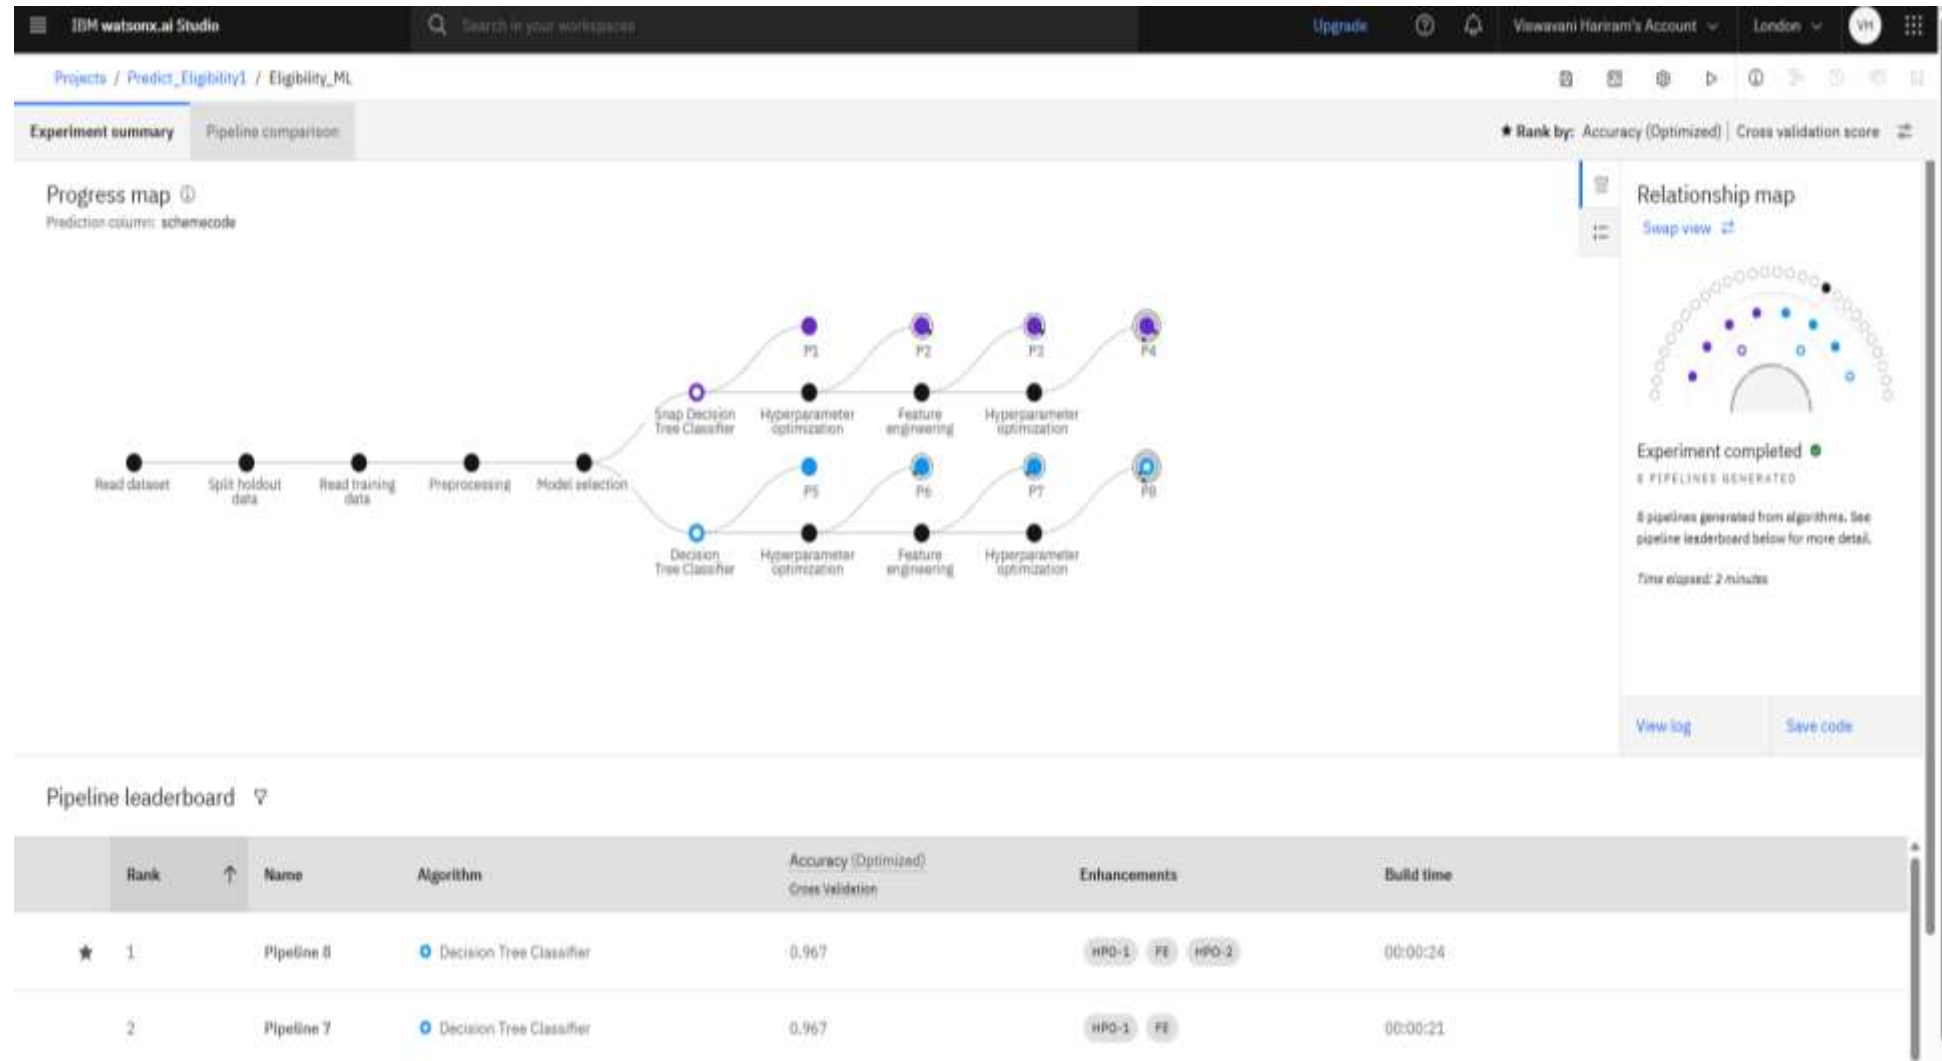 IBM watsonx.ai Studio
Search in your workspaces
Upgrade
Viswavani Hariram's Account
London
VH
Projects / Predict_Eligibility1 / Eligibility_ML
Experiment summary
Pipeline comparison
★ Rank by: Accuracy (Optimized) | Cross validation score
Progress map
Prediction column: schemecode
P1
P2
P3
P4
Snap Decision Tree Classifier
Hyperparameter optimization
Feature engineering
Hyperparameter optimization
Read dataset
Split holdout data
Read training data
Preprocessing
Model selection
P5
P6
P7
P8
Decision Tree Classifier
Hyperparameter optimization
Feature engineering
Hyperparameter optimization
Relationship map
Swap view
Experiment completed
8 PIPELINES GENERATED
8 pipelines generated from algorithms. See
pipeline leaderboard below for more detail.
Time elapsed: 2 minutes
View log
Save code
Pipeline leaderboard
Rank ↑ Name Algorithm Accuracy (Optimized) Cross Validation Enhancements Build time
★ 1 Pipeline 8 Decision Tree Classifier 0.967 HPO-1 FE HPO-2 00:00:24
2 Pipeline 7 Decision Tree Classifier 0.967 HPO-1 FE 00:00:21